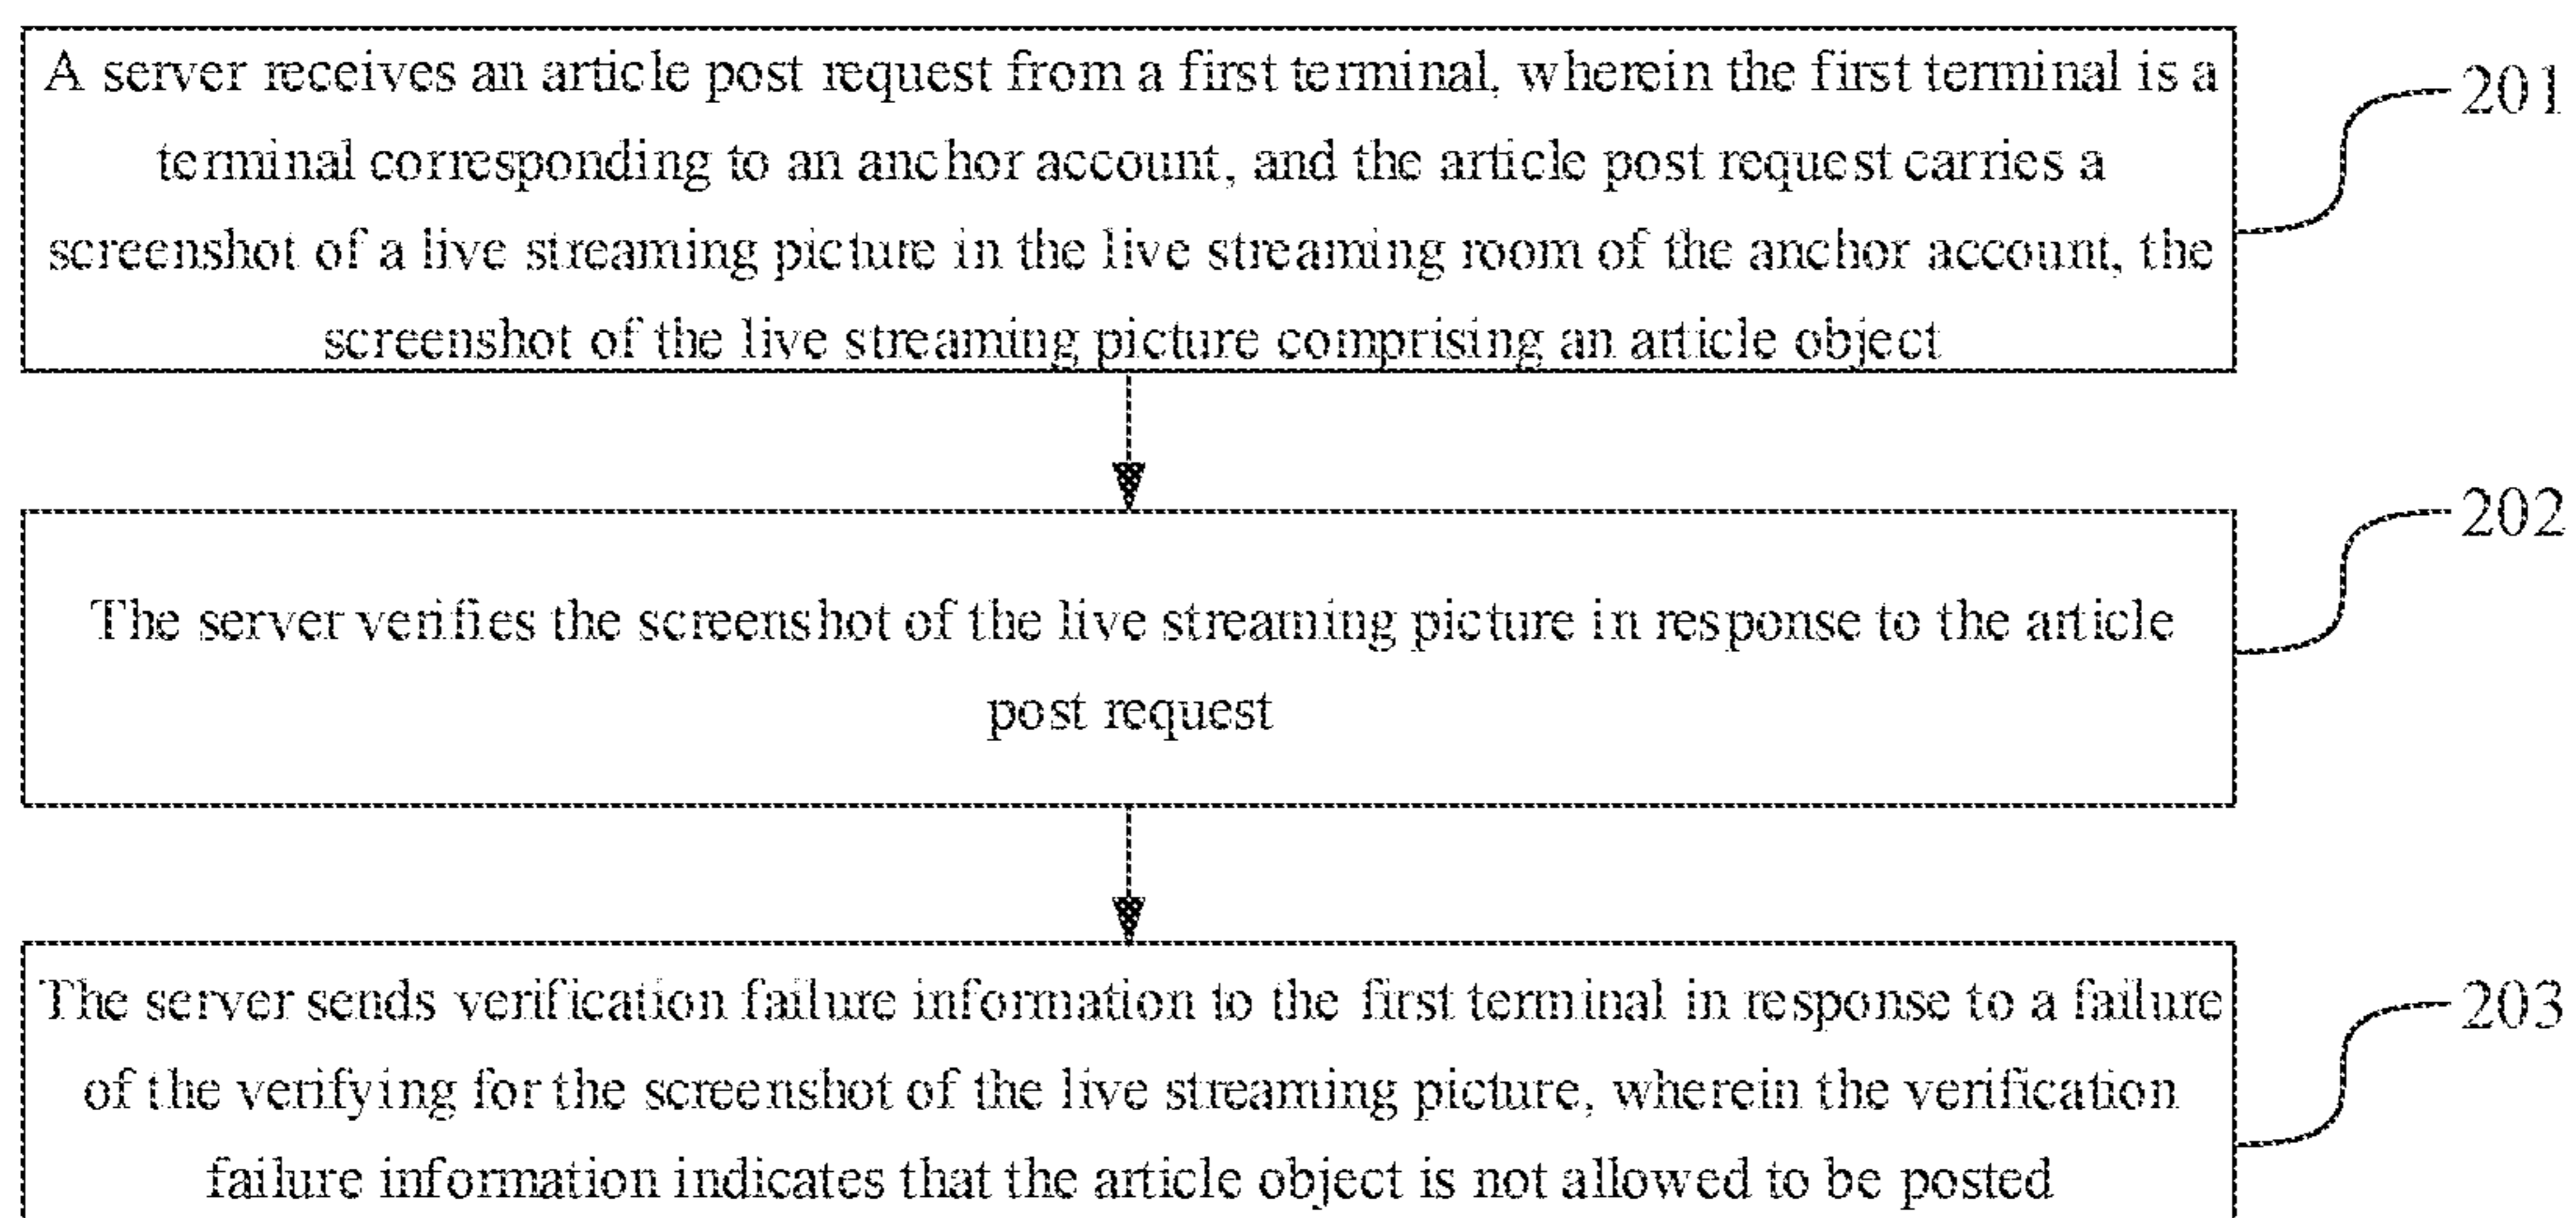 A server receives an article post request from a first terminal, wherein the first terminal is a
terminal corresponding to an anchor account, and the article post request carries a
screenshot of a live streaming picture in the live streaming room of the anchor account, the
screenshot of the live streaming picture comprising an article object
201
The server verifies the screenshot of the live streaming picture in response to the article
post request
202
The server sends verification failure information to the first terminal in response to a failure
of the verifying for the screenshot of the live streaming picture, wherein the verification
failure information indicates that the article object is not allowed to be posted
203